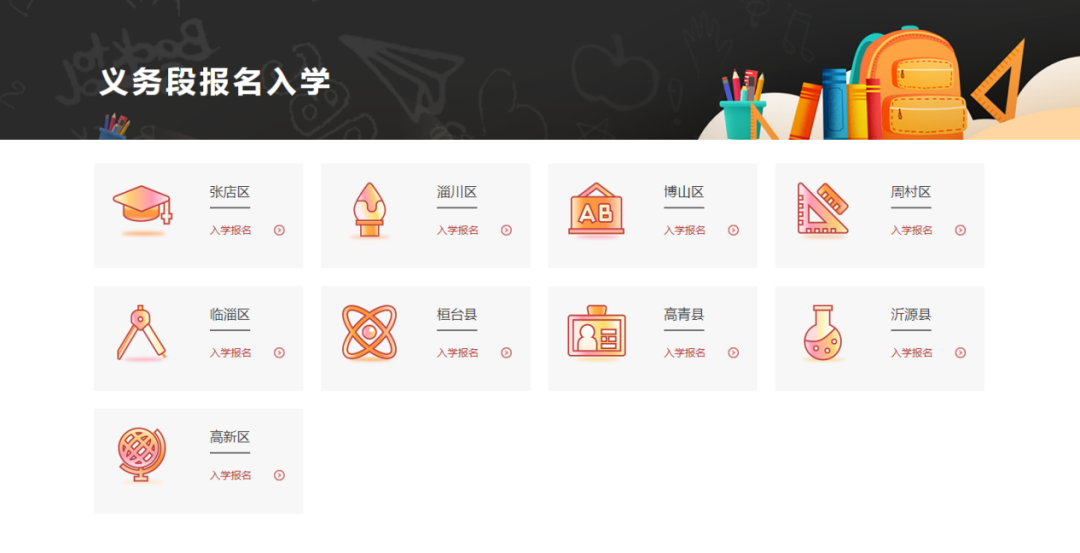 义务段报名入学
张店区
入学报名
淄川区
入学报名
博山区
入学报名
周村区
入学报名
临淄区
入学报名
桓台县
入学报名
高青县
入学报名
沂源县
入学报名
高新区
入学报名
AB